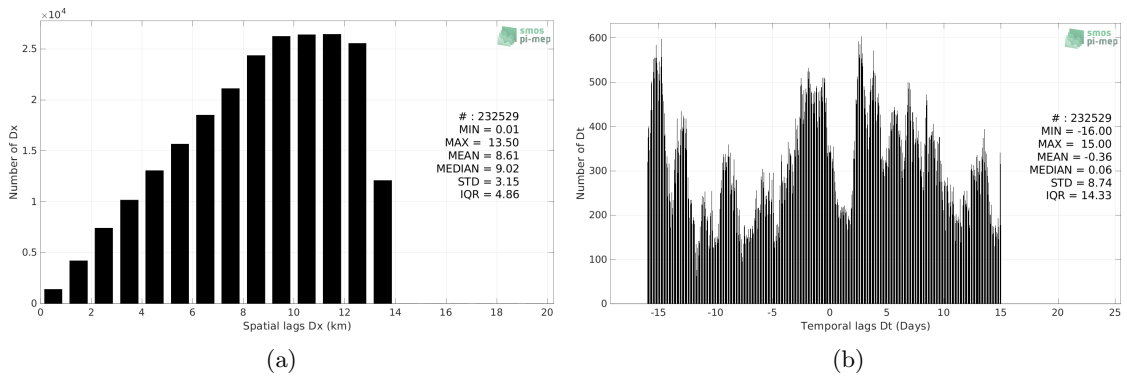 ×10⁴
2.5
2
1.5
1
0.5
0
0 2 4 6 8 10 12 14 16 18 20
Number of Dx
Spatial lags Dx (km)
smos
pi-mep
# : 232529
MIN = 0.01
MAX = 13.50
MEAN = 8.61
MEDIAN = 9.02
STD = 3.15
IQR = 4.86
(a)
600
500
400
300
200
100
0
-15 -10 -5 0 5 10 15 20 25
Number of Dt
Temporal lags Dt (Days)
smos
pi-mep
# : 232529
MIN = -16.00
MAX = 15.00
MEAN = -0.36
MEDIAN = 0.06
STD = 8.74
IQR = 14.33
(b)